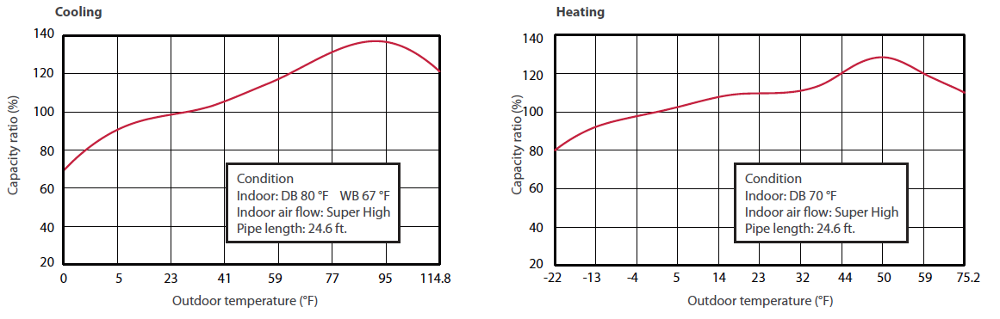 Cooling
140
120
100
80
60
40
20
Capacity ratio (%)
0 5 23 41 59 77 95 114.8
Outdoor temperature (°F)
Condition
Indoor: DB 80 °F WB 67 °F
Indoor air flow: Super High
Pipe length: 24.6 ft.
Heating
140
120
100
80
60
40
20
Capacity ratio (%)
-22 -13 -4 5 14 23 32 44 50 59 75.2
Outdoor temperature (°F)
Condition
Indoor: DB 70 °F
Indoor air flow: Super High
Pipe length: 24.6 ft.